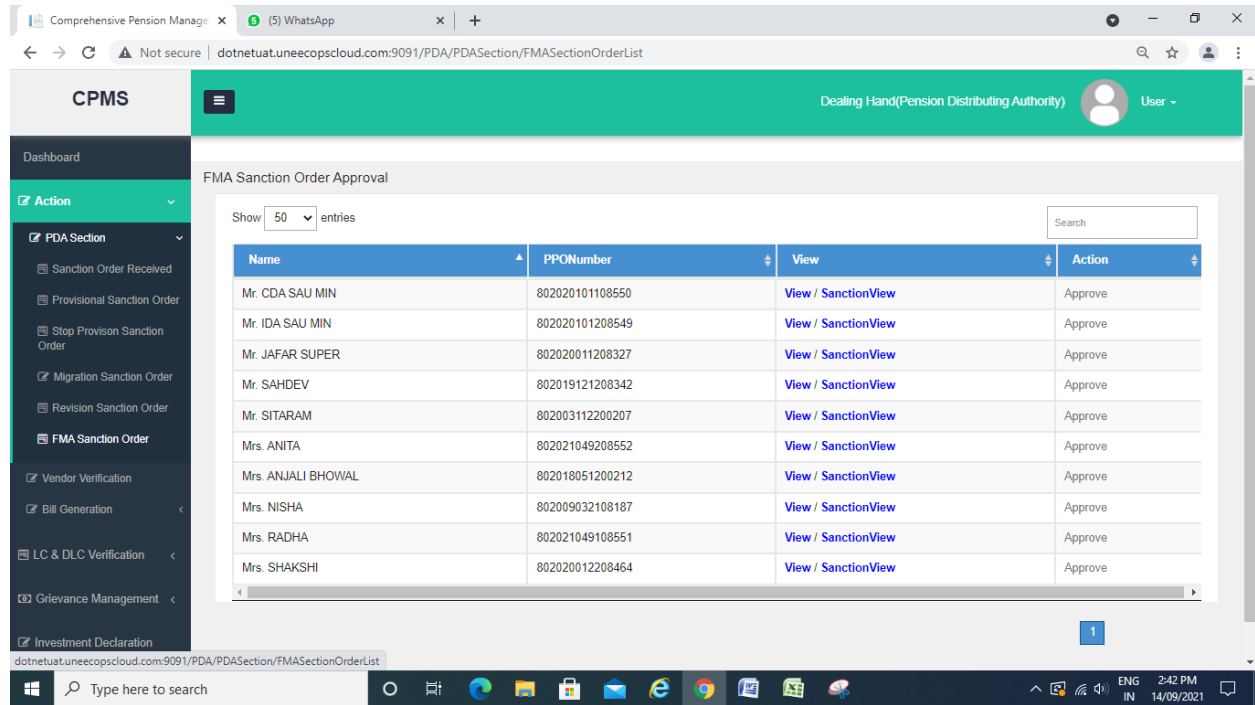 Comprehensive Pension Manage
(5) WhatsApp
Not secure | dotnetuat.uneecopscloud.com:9091/PDA/PDASection/FMASectionOrderList
CPMS
Dealing Hand(Pension Distributing Authority)
User
Dashboard
Action
PDA Section
Sanction Order Received
Provisional Sanction Order
Stop Provison Sanction
Order
Migration Sanction Order
Revision Sanction Order
FMA Sanction Order
Vendor Verification
Bill Generation
LC & DLC Verification
Grievance Management
Investment Declaration
FMA Sanction Order Approval
Show 50 entries
Search
Name PPONumber View Action
Mr. CDA SAU MIN 802020101108550 View / SanctionView Approve
Mr. IDA SAU MIN 802020101208549 View / SanctionView Approve
Mr. JAFAR SUPER 802020011208327 View / SanctionView Approve
Mr. SAHDEV 802019121208342 View / SanctionView Approve
Mr. SITARAM 802003112200207 View / SanctionView Approve
Mrs. ANITA 802021049208552 View / SanctionView Approve
Mrs. ANJALI BHOWAL 802018051200212 View / SanctionView Approve
Mrs. NISHA 802009032108187 View / SanctionView Approve
Mrs. RADHA 802021049108551 View / SanctionView Approve
Mrs. SHAKSHI 802020012208464 View / SanctionView Approve
1
dotnetuat.uneecopscloud.com:9091/PDA/PDASection/FMASectionOrderList
Type here to search
ENG
IN
2:42 PM
14/09/2021